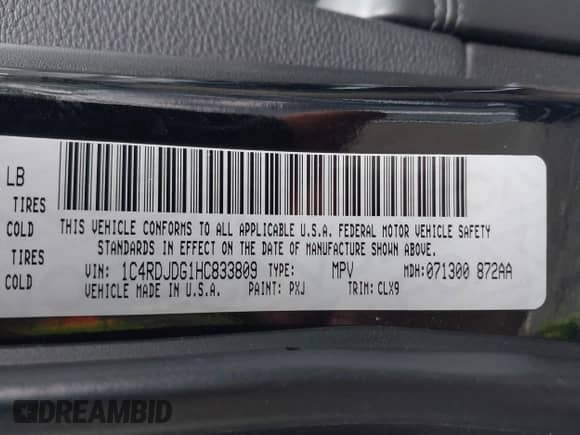 LB
TIRES
COLD
TIRES
COLD
THIS VEHICLE CONFORMS TO ALL APPLICABLE U.S.A. FEDERAL MOTOR VEHICLE SAFETY
STANDARDS IN EFFECT ON THE DATE OF MANUFACTURE SHOWN ABOVE.
VIN: 1C4RDJDG1HC833809 TYPE: MPV MDH:071300 872AA
VEHICLE MADE IN U.S.A. PAINT: PXJ TRIM: CLX9
DREAMBID